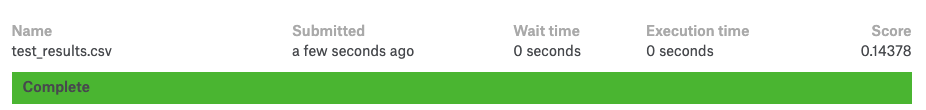 Name Submitted Wait time Execution time Score
test_results.csv a few seconds ago 0 seconds 0 seconds 0.14378
Complete